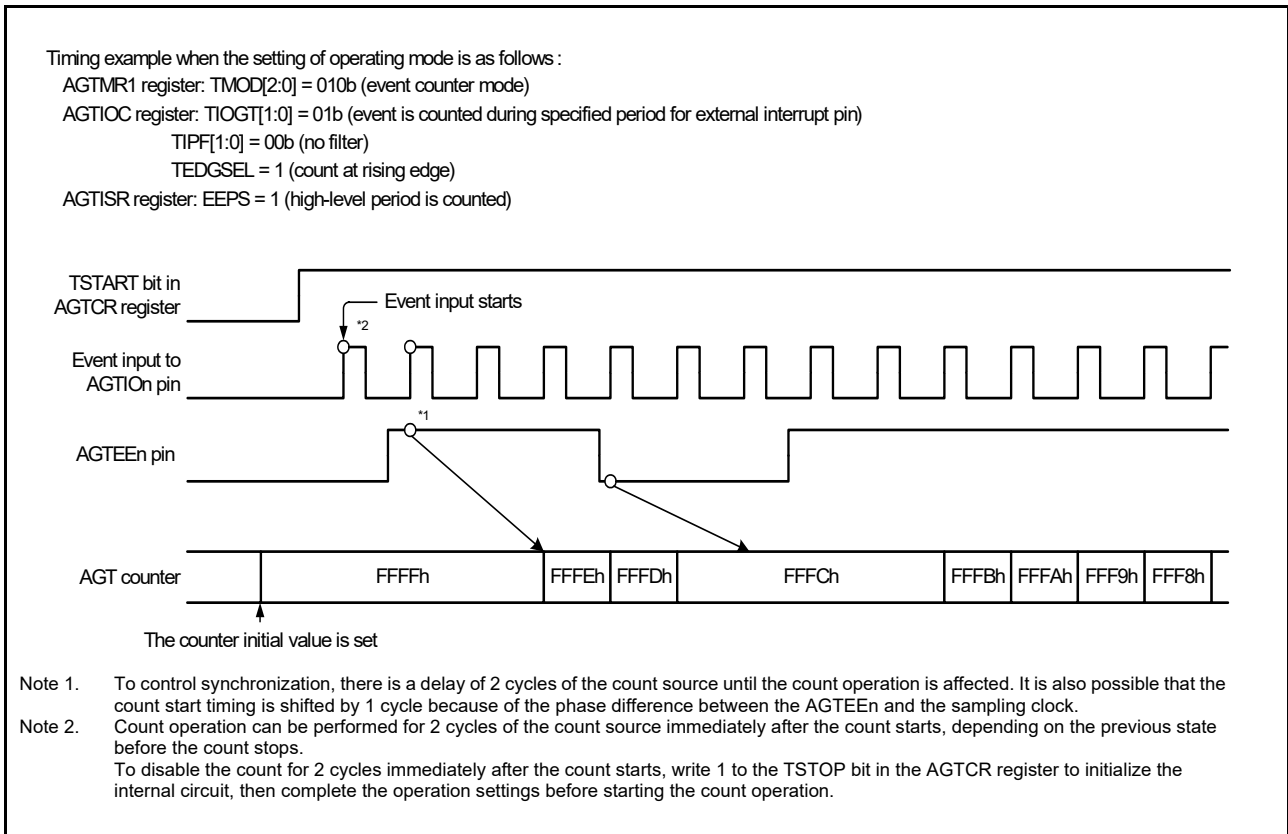 Timing example when the setting of operating mode is as follows :
AGTMR1 register: TMOD[2:0] = 010b (event counter mode)
AGTIOC register: TIOGT[1:0] = 01b (event is counted during specified period for external interrupt pin)
TIPF[1:0] = 00b (no filter)
TEDGSEL = 1 (count at rising edge)
AGTISR register: EEPS = 1 (high-level period is counted)
TSTART bit in
AGTCR register
Event input starts
*2
Event input to
AGTIOn pin
*1
AGTEEn pin
AGT counter
FFFFh
FFFEh
FFFDh
FFFCh
FFFBh
FFFAh
FFF9h
FFF8h
The counter initial value is set
Note 1. To control synchronization, there is a delay of 2 cycles of the count source until the count operation is affected. It is also possible that the
count start timing is shifted by 1 cycle because of the phase difference between the AGTEEn and the sampling clock.
Note 2. Count operation can be performed for 2 cycles of the count source immediately after the count starts, depending on the previous state
before the count stops.
To disable the count for 2 cycles immediately after the count starts, write 1 to the TSTOP bit in the AGTCR register to initialize the
internal circuit, then complete the operation settings before starting the count operation.